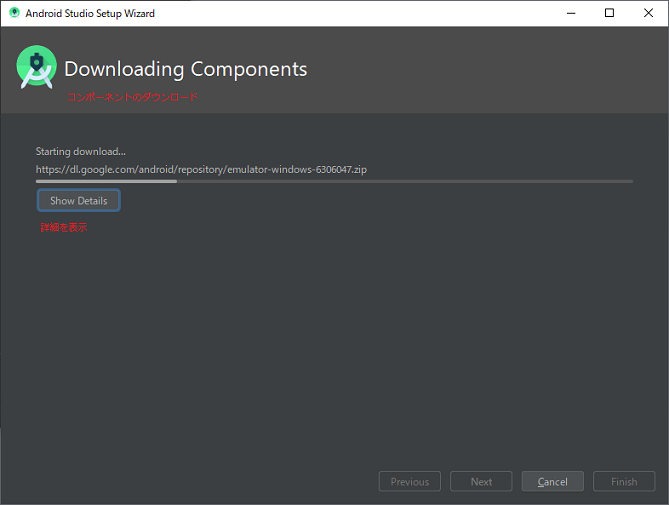 Android Studio Setup Wizard
Downloading Components
コンポーネントのダウンロード
Starting download...
https://dl.google.com/android/repository/emulator-windows-6306047.zip
Show Details
詳細を表示
Previous Next Cancel Finish